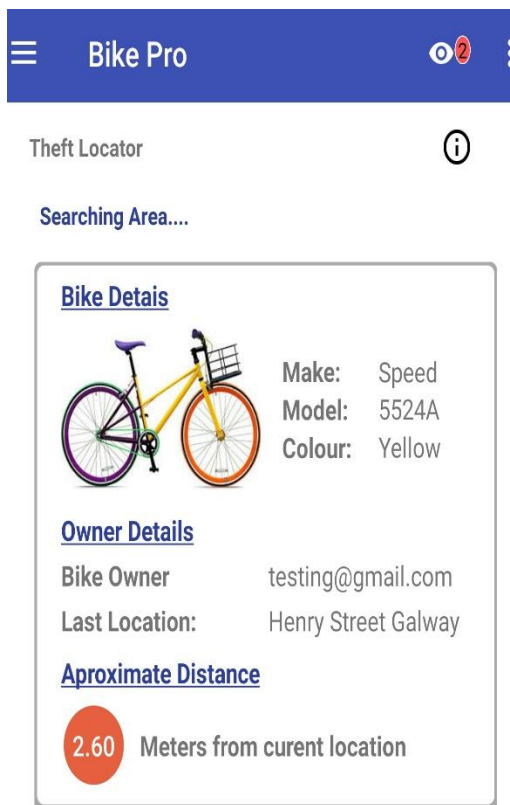 Bike Pro
2
Theft Locator
Searching Area....
Bike Detais
Make: Speed
Model: 5524A
Colour: Yellow
Owner Details
Bike Owner testing@gmail.com
Last Location: Henry Street Galway
Aproximate Distance
2.60 Meters from curent location